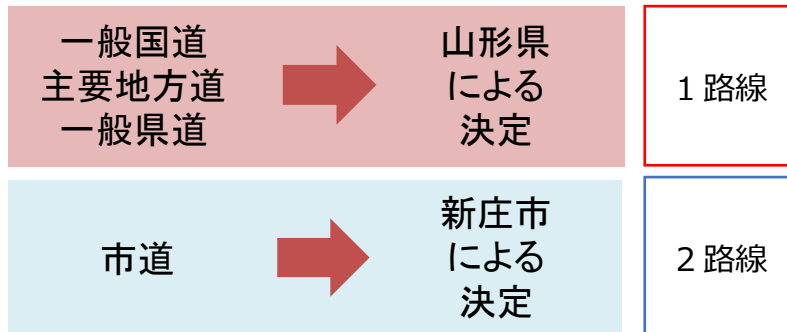 一般国道
主要地方道
一般県道
山形県
による
決定
１路線
市道
新庄市
による
決定
２路線